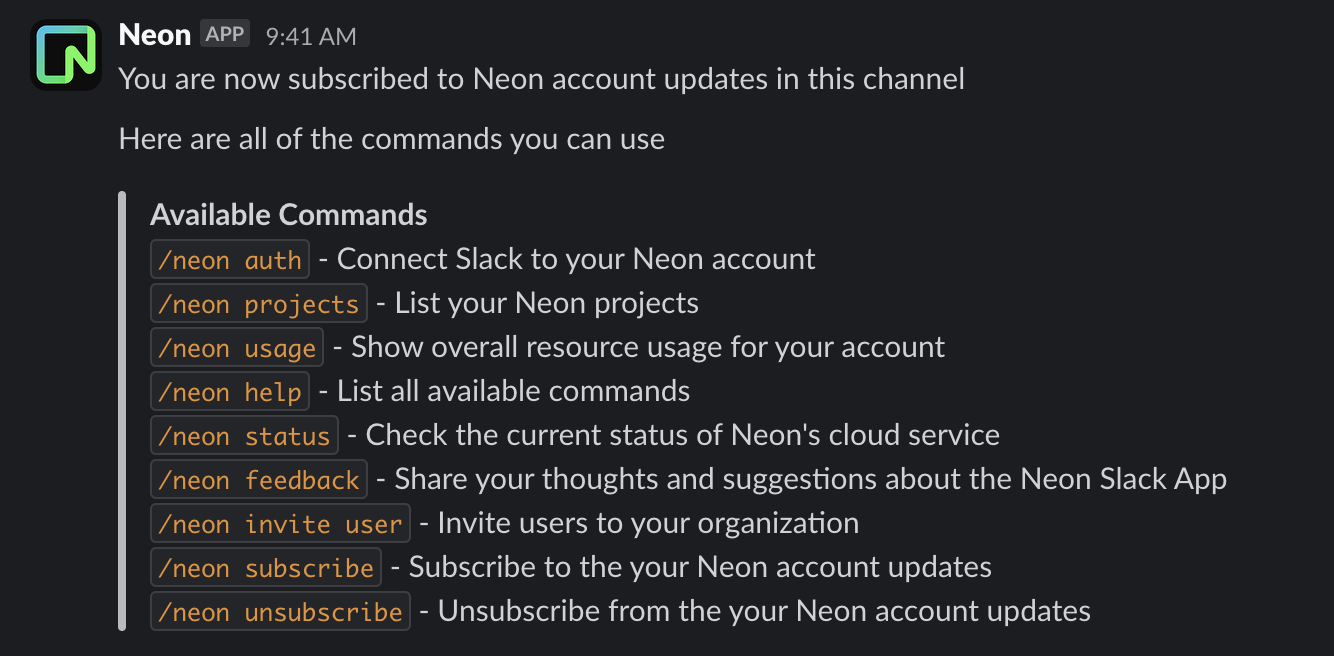 Neon APP 9:41 AM
You are now subscribed to Neon account updates in this channel
Here are all of the commands you can use
Available Commands
/neon auth - Connect Slack to your Neon account
/neon projects - List your Neon projects
/neon usage - Show overall resource usage for your account
/neon help - List all available commands
/neon status - Check the current status of Neon's cloud service
/neon feedback - Share your thoughts and suggestions about the Neon Slack App
/neon invite user - Invite users to your organization
/neon subscribe - Subscribe to the your Neon account updates
/neon unsubscribe - Unsubscribe from the your Neon account updates